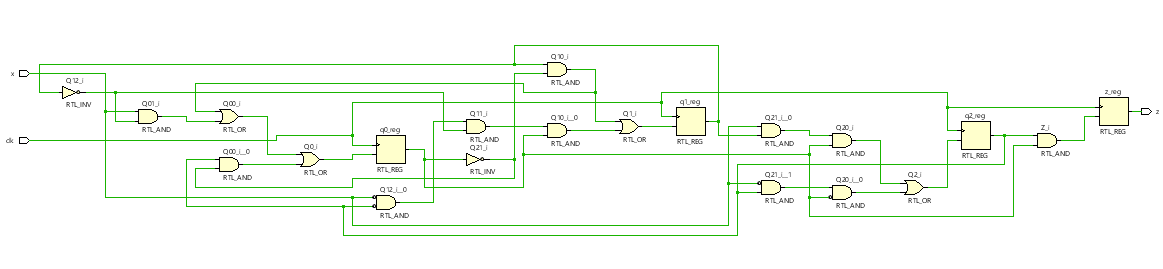 x
clk
Q12_i
RTL_INV
Q01_i
RTL_AND
Q00_i
RTL_OR
Q00_i__0
RTL_AND
Q0_i
RTL_OR
q0_reg
RTL_REG
Q12_i__0
RTL_AND
Q11_i
RTL_AND
Q21_i
RTL_INV
Q10_i
RTL_AND
Q10_i__0
RTL_AND
Q1_i
RTL_OR
q1_reg
RTL_REG
Q21_i__0
RTL_AND
Q21_i__1
RTL_AND
Q20_i
RTL_AND
Q20_i__0
RTL_AND
Q2_i
RTL_OR
q2_reg
RTL_REG
Z_i
RTL_AND
z_reg
RTL_REG
z